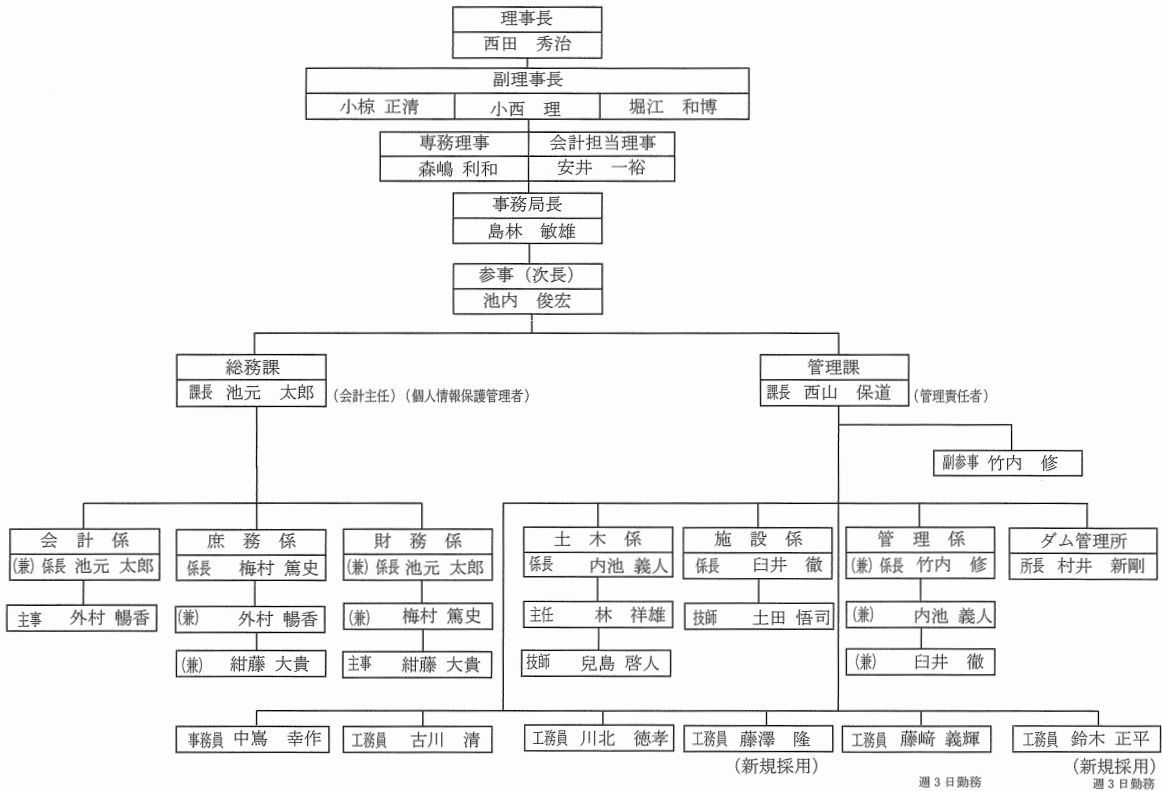 理事長
西田 秀治
副理事長
小椋 正清 小西 理 堀江 和博
専務理事 会計担当理事
森嶋 利和 安井 一裕
事務局長
島林 敏雄
参事（次長）
池内 俊宏
総務課
課長 池元 太郎 （会計主任）（個人情報保護管理者）
管理課
課長 西山 保道 （管理責任者）
副参事 竹内 修
会計係
(兼) 係長 池元 太郎
主事 外村 暢香
庶務係
係長 梅村 篤史
(兼) 外村 暢香
(兼) 紺藤 大貴
財務係
(兼) 係長 池元 太郎
(兼) 梅村 篤史
主事 紺藤 大貴
土木係
係長 内池 義人
主任 林 祥雄
技師 兒島 啓人
施設係
係長 臼井 徹
技師 土田 悟司
管理係
(兼) 係長 竹内 修
(兼) 内池 義人
(兼) 臼井 徹
ダム管理所
所長 村井 新剛
事務員 中嶌 幸作
工務員 古川 清
工務員 川北 徳孝
工務員 藤澤 隆
（新規採用）
工務員 藤﨑 義輝
週3日勤務
工務員 鈴木 正平
（新規採用）
週3日勤務